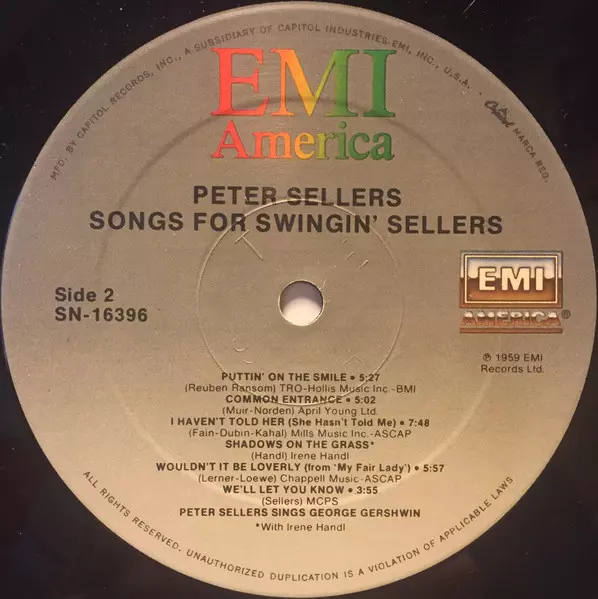 MFD. BY CAPITOL RECORDS, INC., A SUBSIDIARY OF CAPITOL INDUSTRIES-EMI, INC., U.S.A. • Capitol MARCA REG.
EMI
America
PETER SELLERS
SONGS FOR SWINGIN' SELLERS
Side 2
SN-16396
EMI
AMERICA®
℗ 1959 EMI
Records Ltd.
PUTTIN' ON THE SMILE • 5:27
(Reuben Ransom) TRO-Hollis Music Inc.-BMI
COMMON ENTRANCE • 5:02
(Muir-Norden) April Young Ltd.
I HAVEN'T TOLD HER (She Hasn't Told Me) • 7:48
(Fain-Dubin-Kahal) Mills Music Inc.-ASCAP
SHADOWS ON THE GRASS*
(Handl) Irene Handl
WOULDN'T IT BE LOVERLY (from 'My Fair Lady') • 5:57
(Lerner-Loewe) Chappell Music-ASCAP
WE'LL LET YOU KNOW • 3:55
(Sellers) MCPS
PETER SELLERS SINGS GEORGE GERSHWIN
*With Irene Handl
ALL RIGHTS RESERVED. UNAUTHORIZED DUPLICATION IS A VIOLATION OF APPLICABLE LAWS